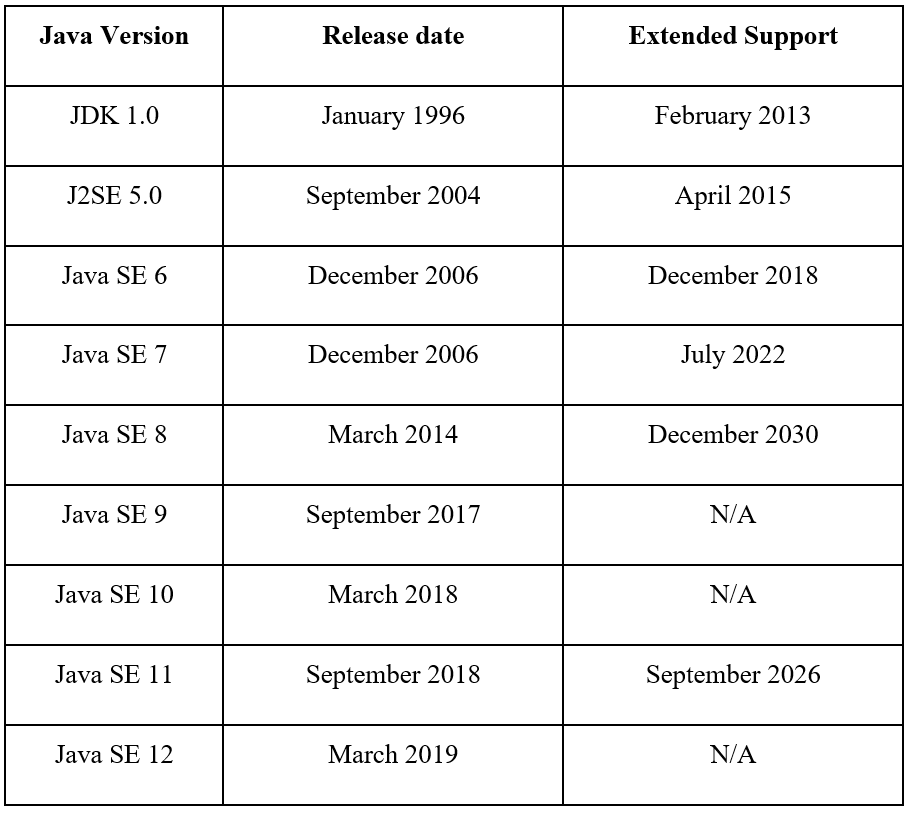 Java Version Release date Extended Support
JDK 1.0 January 1996 February 2013
J2SE 5.0 September 2004 April 2015
Java SE 6 December 2006 December 2018
Java SE 7 December 2006 July 2022
Java SE 8 March 2014 December 2030
Java SE 9 September 2017 N/A
Java SE 10 March 2018 N/A
Java SE 11 September 2018 September 2026
Java SE 12 March 2019 N/A